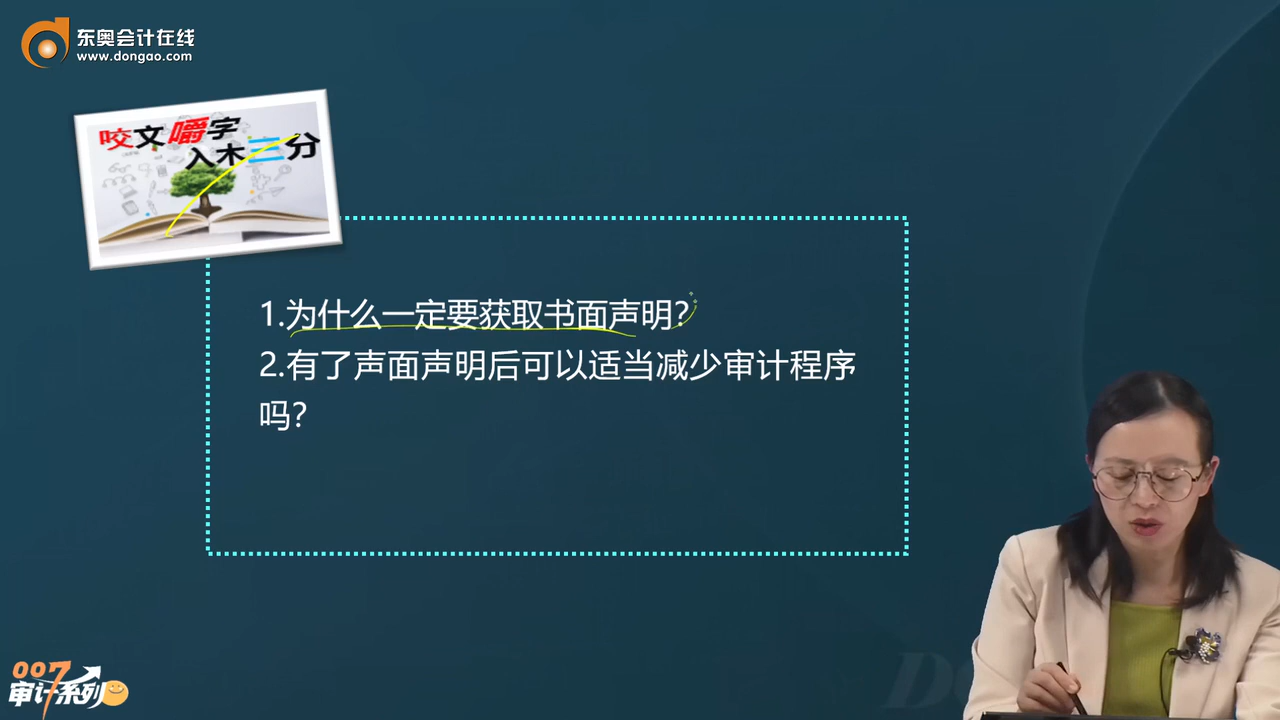 东奥会计在线
www.dongao.com
咬文嚼字
入木三分
1.为什么一定要获取书面声明?
2.有了声面声明后可以适当减少审计程序
吗?
007
审计系列